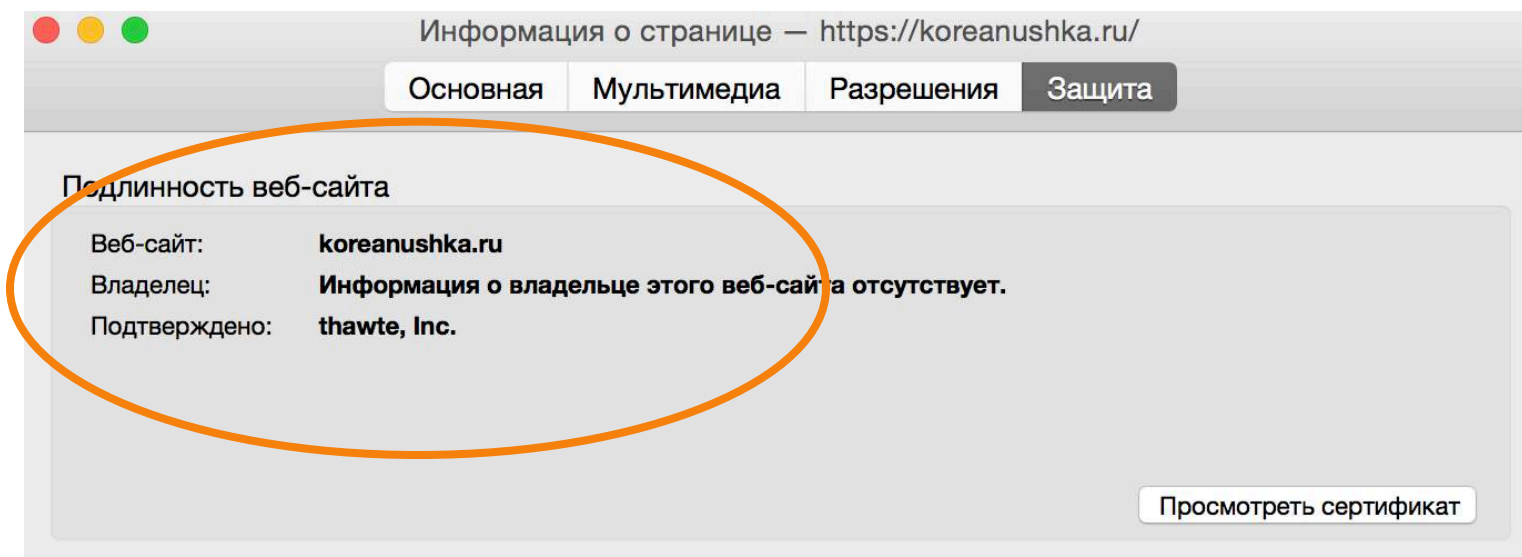 Информация о странице — https://koreanushka.ru/
Основная Мультимедиа Разрешения Защита
Подлинность веб-сайта
Веб-сайт: koreanushka.ru
Владелец: Информация о владельце этого веб-сайта отсутствует.
Подтверждено: thawte, Inc.
Просмотреть сертификат